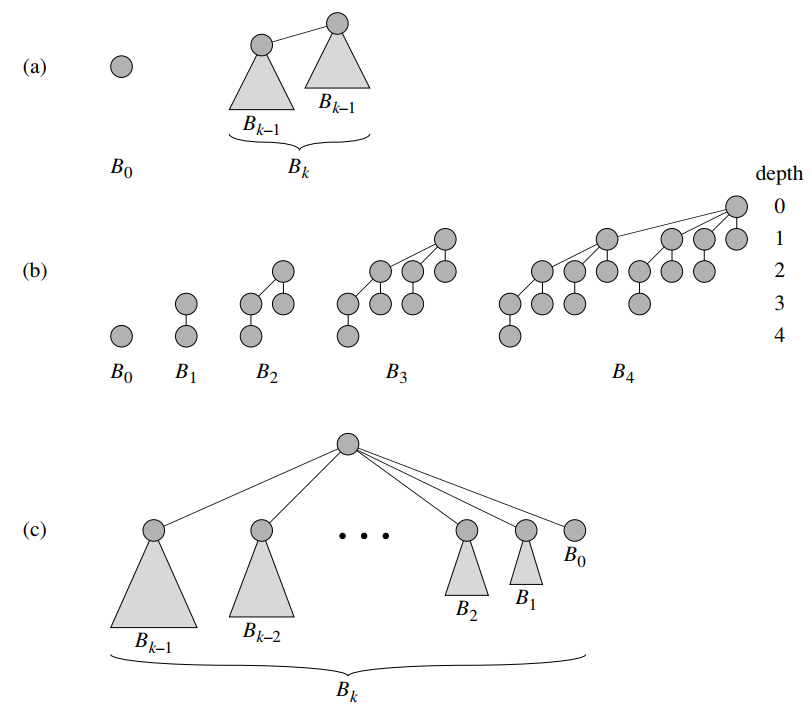 (a)
B0
Bk–1
Bk–1
Bk
depth
(b)
0
1
2
3
4
B0 B1 B2 B3 B4
(c)
• • •
Bk–1
Bk–2
B2
B1
B0
Bk